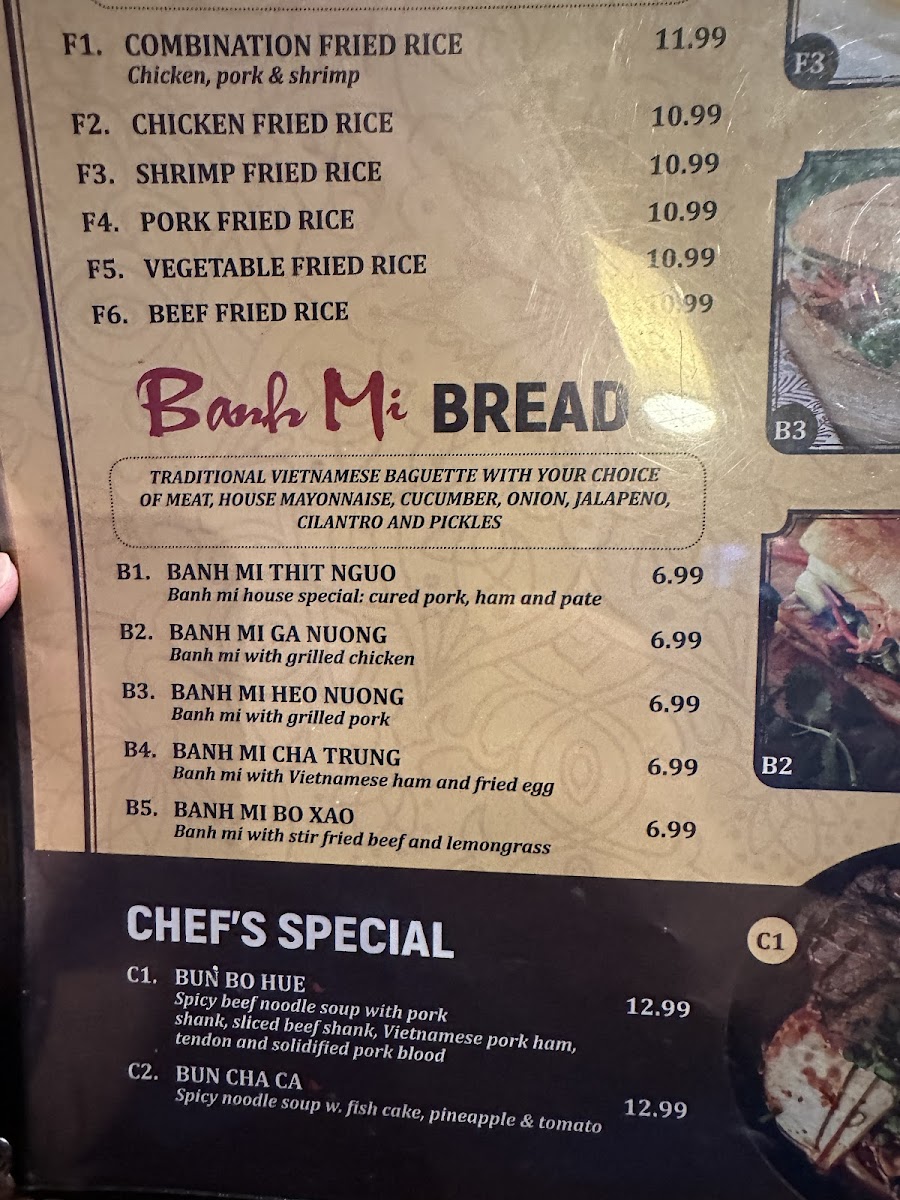 F1. COMBINATION FRIED RICE 11.99
Chicken, pork & shrimp
F2. CHICKEN FRIED RICE 10.99
F3. SHRIMP FRIED RICE 10.99
F4. PORK FRIED RICE 10.99
F5. VEGETABLE FRIED RICE 10.99
F6. BEEF FRIED RICE 10.99
F3
Banh Mi BREAD
TRADITIONAL VIETNAMESE BAGUETTE WITH YOUR CHOICE
OF MEAT, HOUSE MAYONNAISE, CUCUMBER, ONION, JALAPENO,
CILANTRO AND PICKLES
B3
B1. BANH MI THIT NGUO 6.99
Banh mi house special: cured pork, ham and pate
B2. BANH MI GA NUONG 6.99
Banh mi with grilled chicken
B3. BANH MI HEO NUONG 6.99
Banh mi with grilled pork
B4. BANH MI CHA TRUNG 6.99
Banh mi with Vietnamese ham and fried egg
B5. BANH MI BO XAO 6.99
Banh mi with stir fried beef and lemongrass
B2
CHEF'S SPECIAL
C1
C1. BUN BO HUE 12.99
Spicy beef noodle soup with pork
shank, sliced beef shank, Vietnamese pork ham,
tendon and solidified pork blood
C2. BUN CHA CA 12.99
Spicy noodle soup w. fish cake, pineapple & tomato